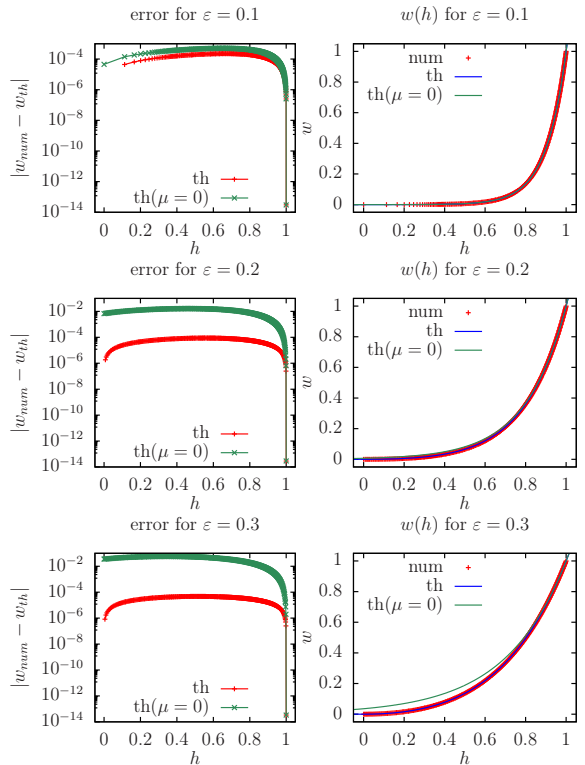 error for ε = 0.1
|w_num − w_th|
10^−4
10^−6
10^−8
10^−10
10^−12
10^−14
0 0.2 0.4 0.6 0.8 1
h
th
th(μ = 0)
w(h) for ε = 0.1
w
1
0.8
0.6
0.4
0.2
0
0 0.2 0.4 0.6 0.8 1
h
num
th
th(μ = 0)
error for ε = 0.2
|w_num − w_th|
10^−2
10^−4
10^−6
10^−8
10^−10
10^−12
10^−14
0 0.2 0.4 0.6 0.8 1
h
th
th(μ = 0)
w(h) for ε = 0.2
w
1
0.8
0.6
0.4
0.2
0
0 0.2 0.4 0.6 0.8 1
h
num
th
th(μ = 0)
error for ε = 0.3
|w_num − w_th|
10^−2
10^−4
10^−6
10^−8
10^−10
10^−12
10^−14
0 0.2 0.4 0.6 0.8 1
h
th
th(μ = 0)
w(h) for ε = 0.3
w
1
0.8
0.6
0.4
0.2
0
0 0.2 0.4 0.6 0.8 1
h
num
th
th(μ = 0)